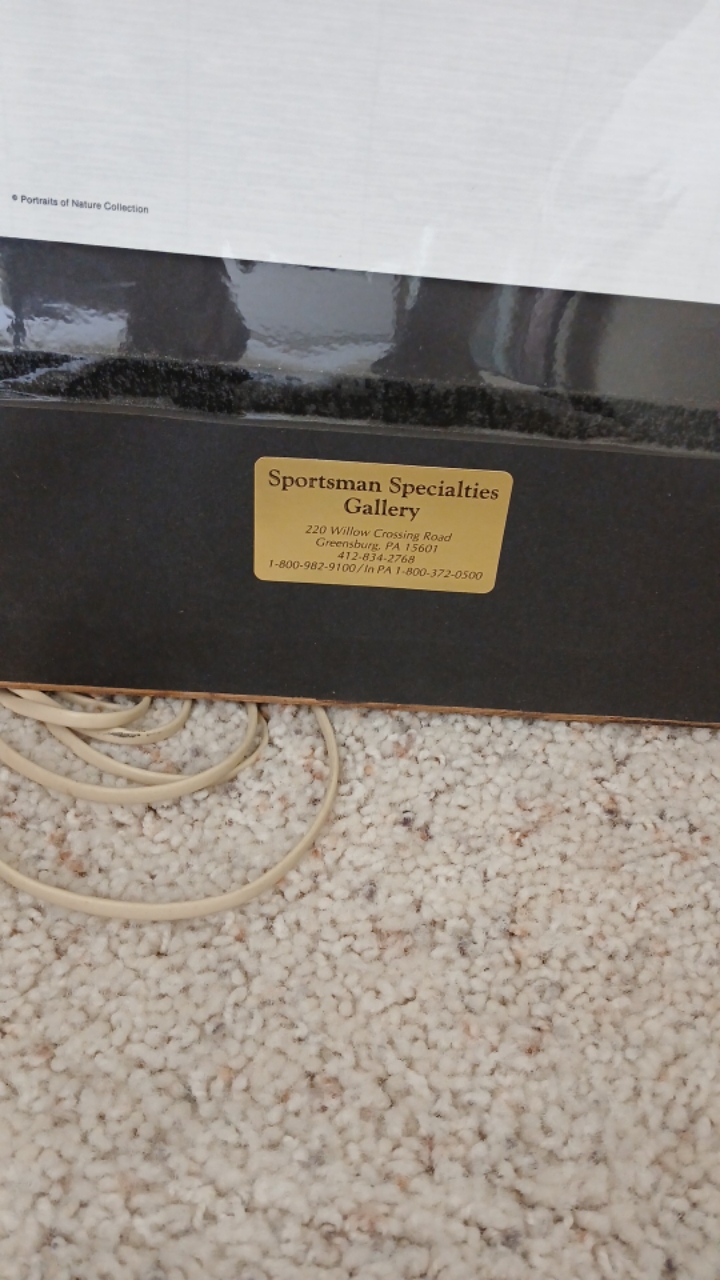 © Portraits of Nature Collection
Sportsman Specialties
Gallery
220 Willow Crossing Road
Greensburg, PA 15601
412-834-2768
1-800-982-9100/In PA 1-800-372-0500